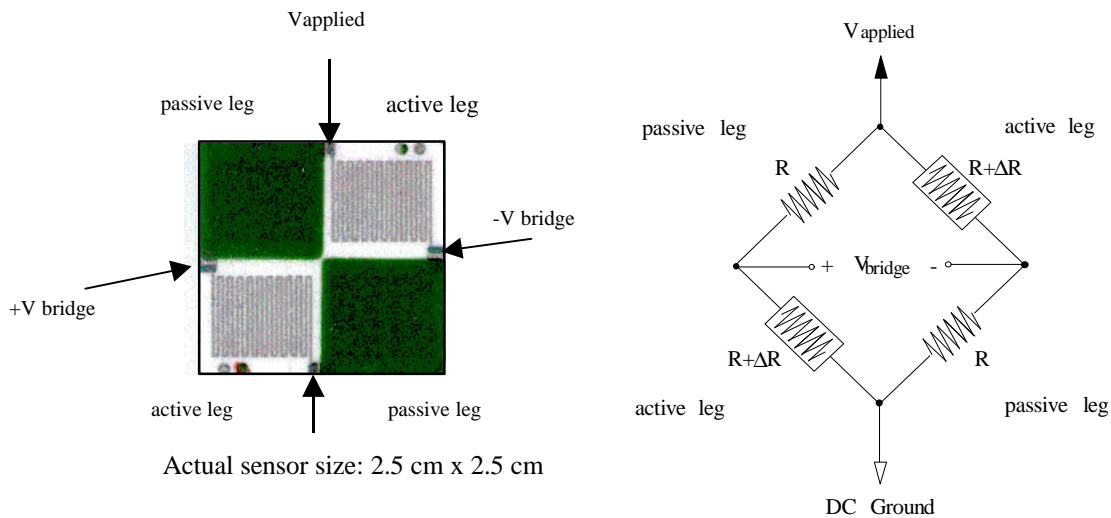 Vapplied
passive leg
active leg
-V bridge
+V bridge
active leg
passive leg
Actual sensor size: 2.5 cm x 2.5 cm
Vapplied
passive leg
active leg
R
R+ΔR
+ Vbridge -
R+ΔR
R
active leg
passive leg
DC Ground